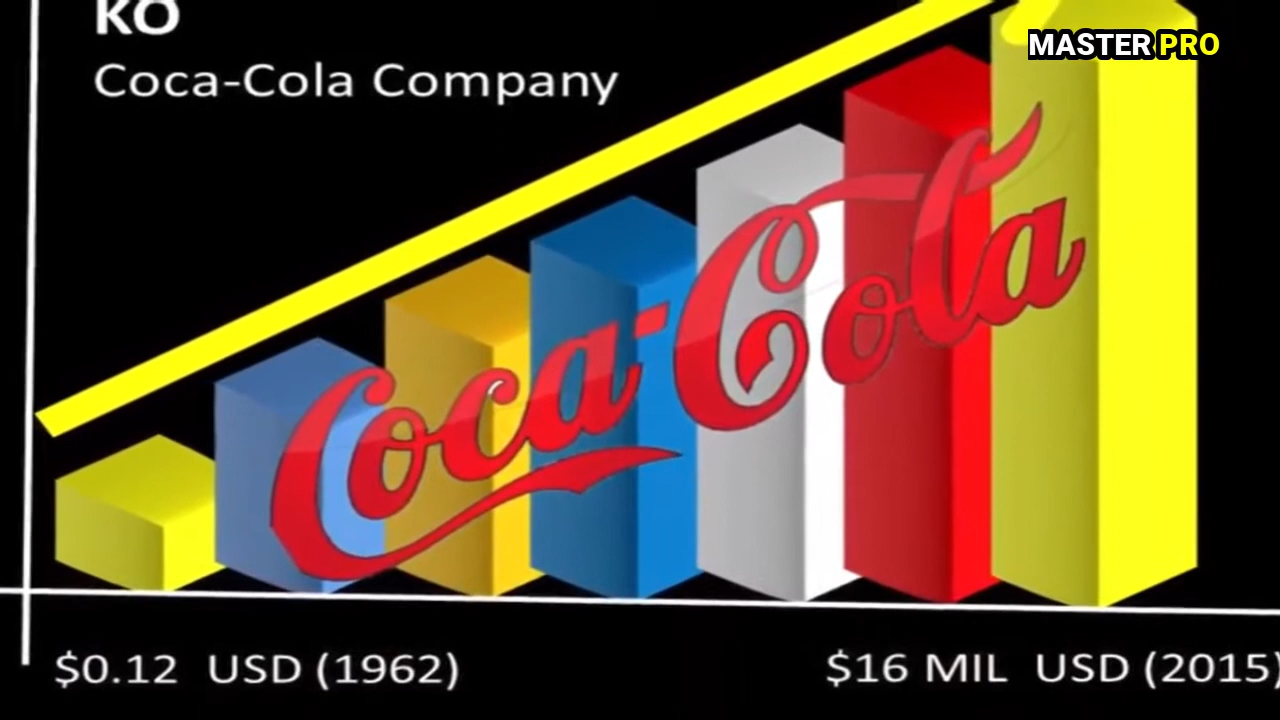 KO
MASTER PRO
Coca-Cola Company
Coca-Cola
$0.12 USD (1962)
$16 MIL USD (2015)